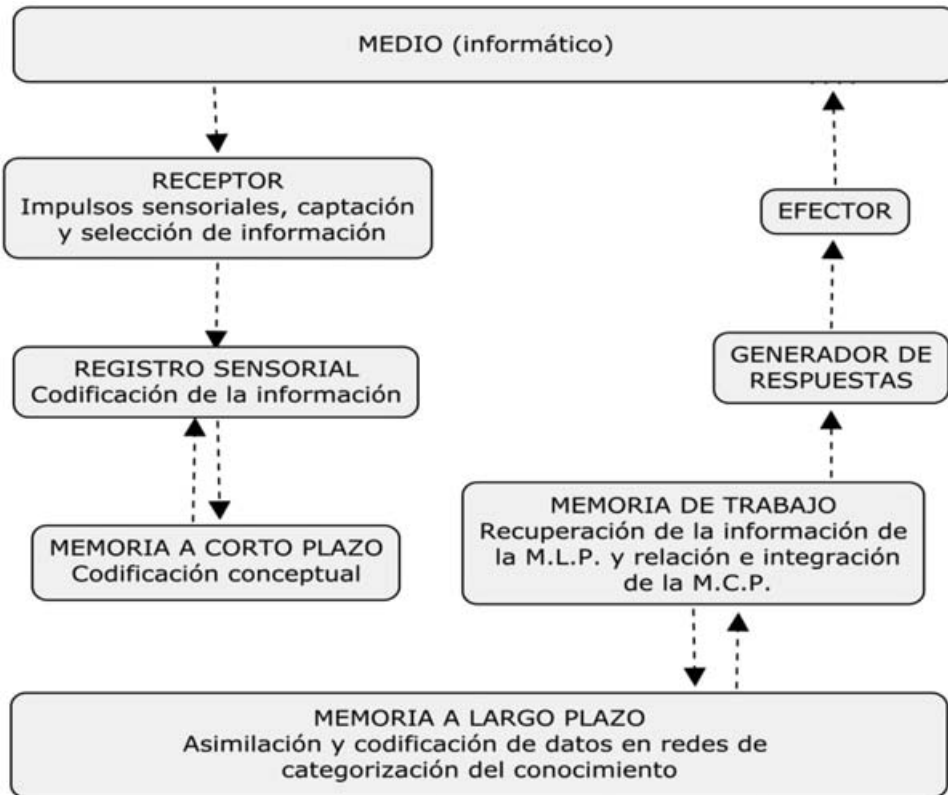 MEDIO (informático)
RECEPTOR
Impulsos sensoriales, captación
y selección de información
EFECTOR
REGISTRO SENSORIAL
Codificación de la información
GENERADOR DE
RESPUESTAS
MEMORIA A CORTO PLAZO
Codificación conceptual
MEMORIA DE TRABAJO
Recuperación de la información de
la M.L.P. y relación e integración
de la M.C.P.
MEMORIA A LARGO PLAZO
Asimilación y codificación de datos en redes de
categorización del conocimiento